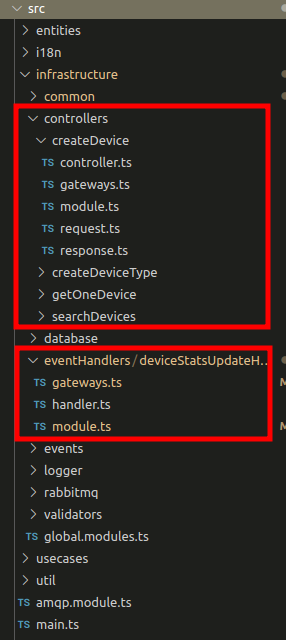 src
entities
i18n
infrastructure
common
controllers
createDevice
TS controller.ts
TS gateways.ts
TS module.ts
TS request.ts
TS response.ts
createDeviceType
getOneDevice
searchDevices
database
eventHandlers / deviceStatsUpdateH...
TS gateways.ts M
TS handler.ts
TS module.ts M
events
logger
rabbitmq
validators
TS global.modules.ts
usecases
util
TS amqp.module.ts
TS main.ts